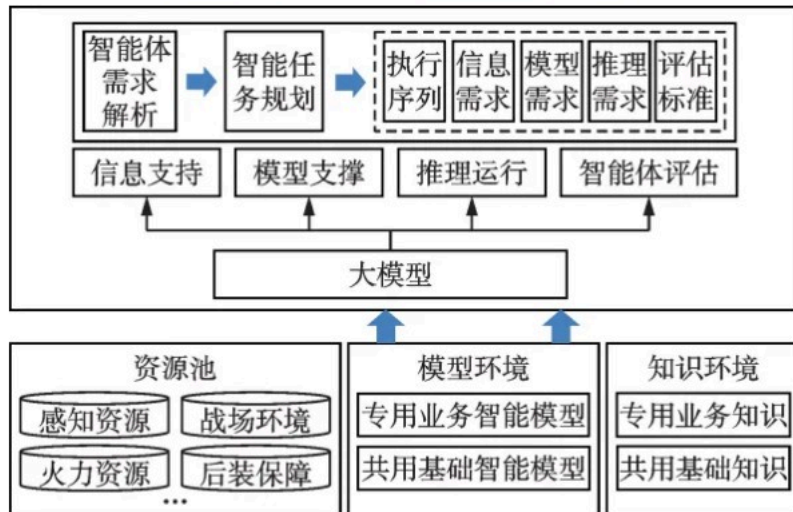 智能体
需求
解析
智能任
务规划
执行
序列
信息
需求
模型
需求
推理
需求
评估
标准
信息支持
模型支撑
推理运行
智能体评估
大模型
资源池
感知资源
战场环境
火力资源
后装保障
...
模型环境
专用业务智能模型
共用基础智能模型
知识环境
专用业务知识
共用基础知识